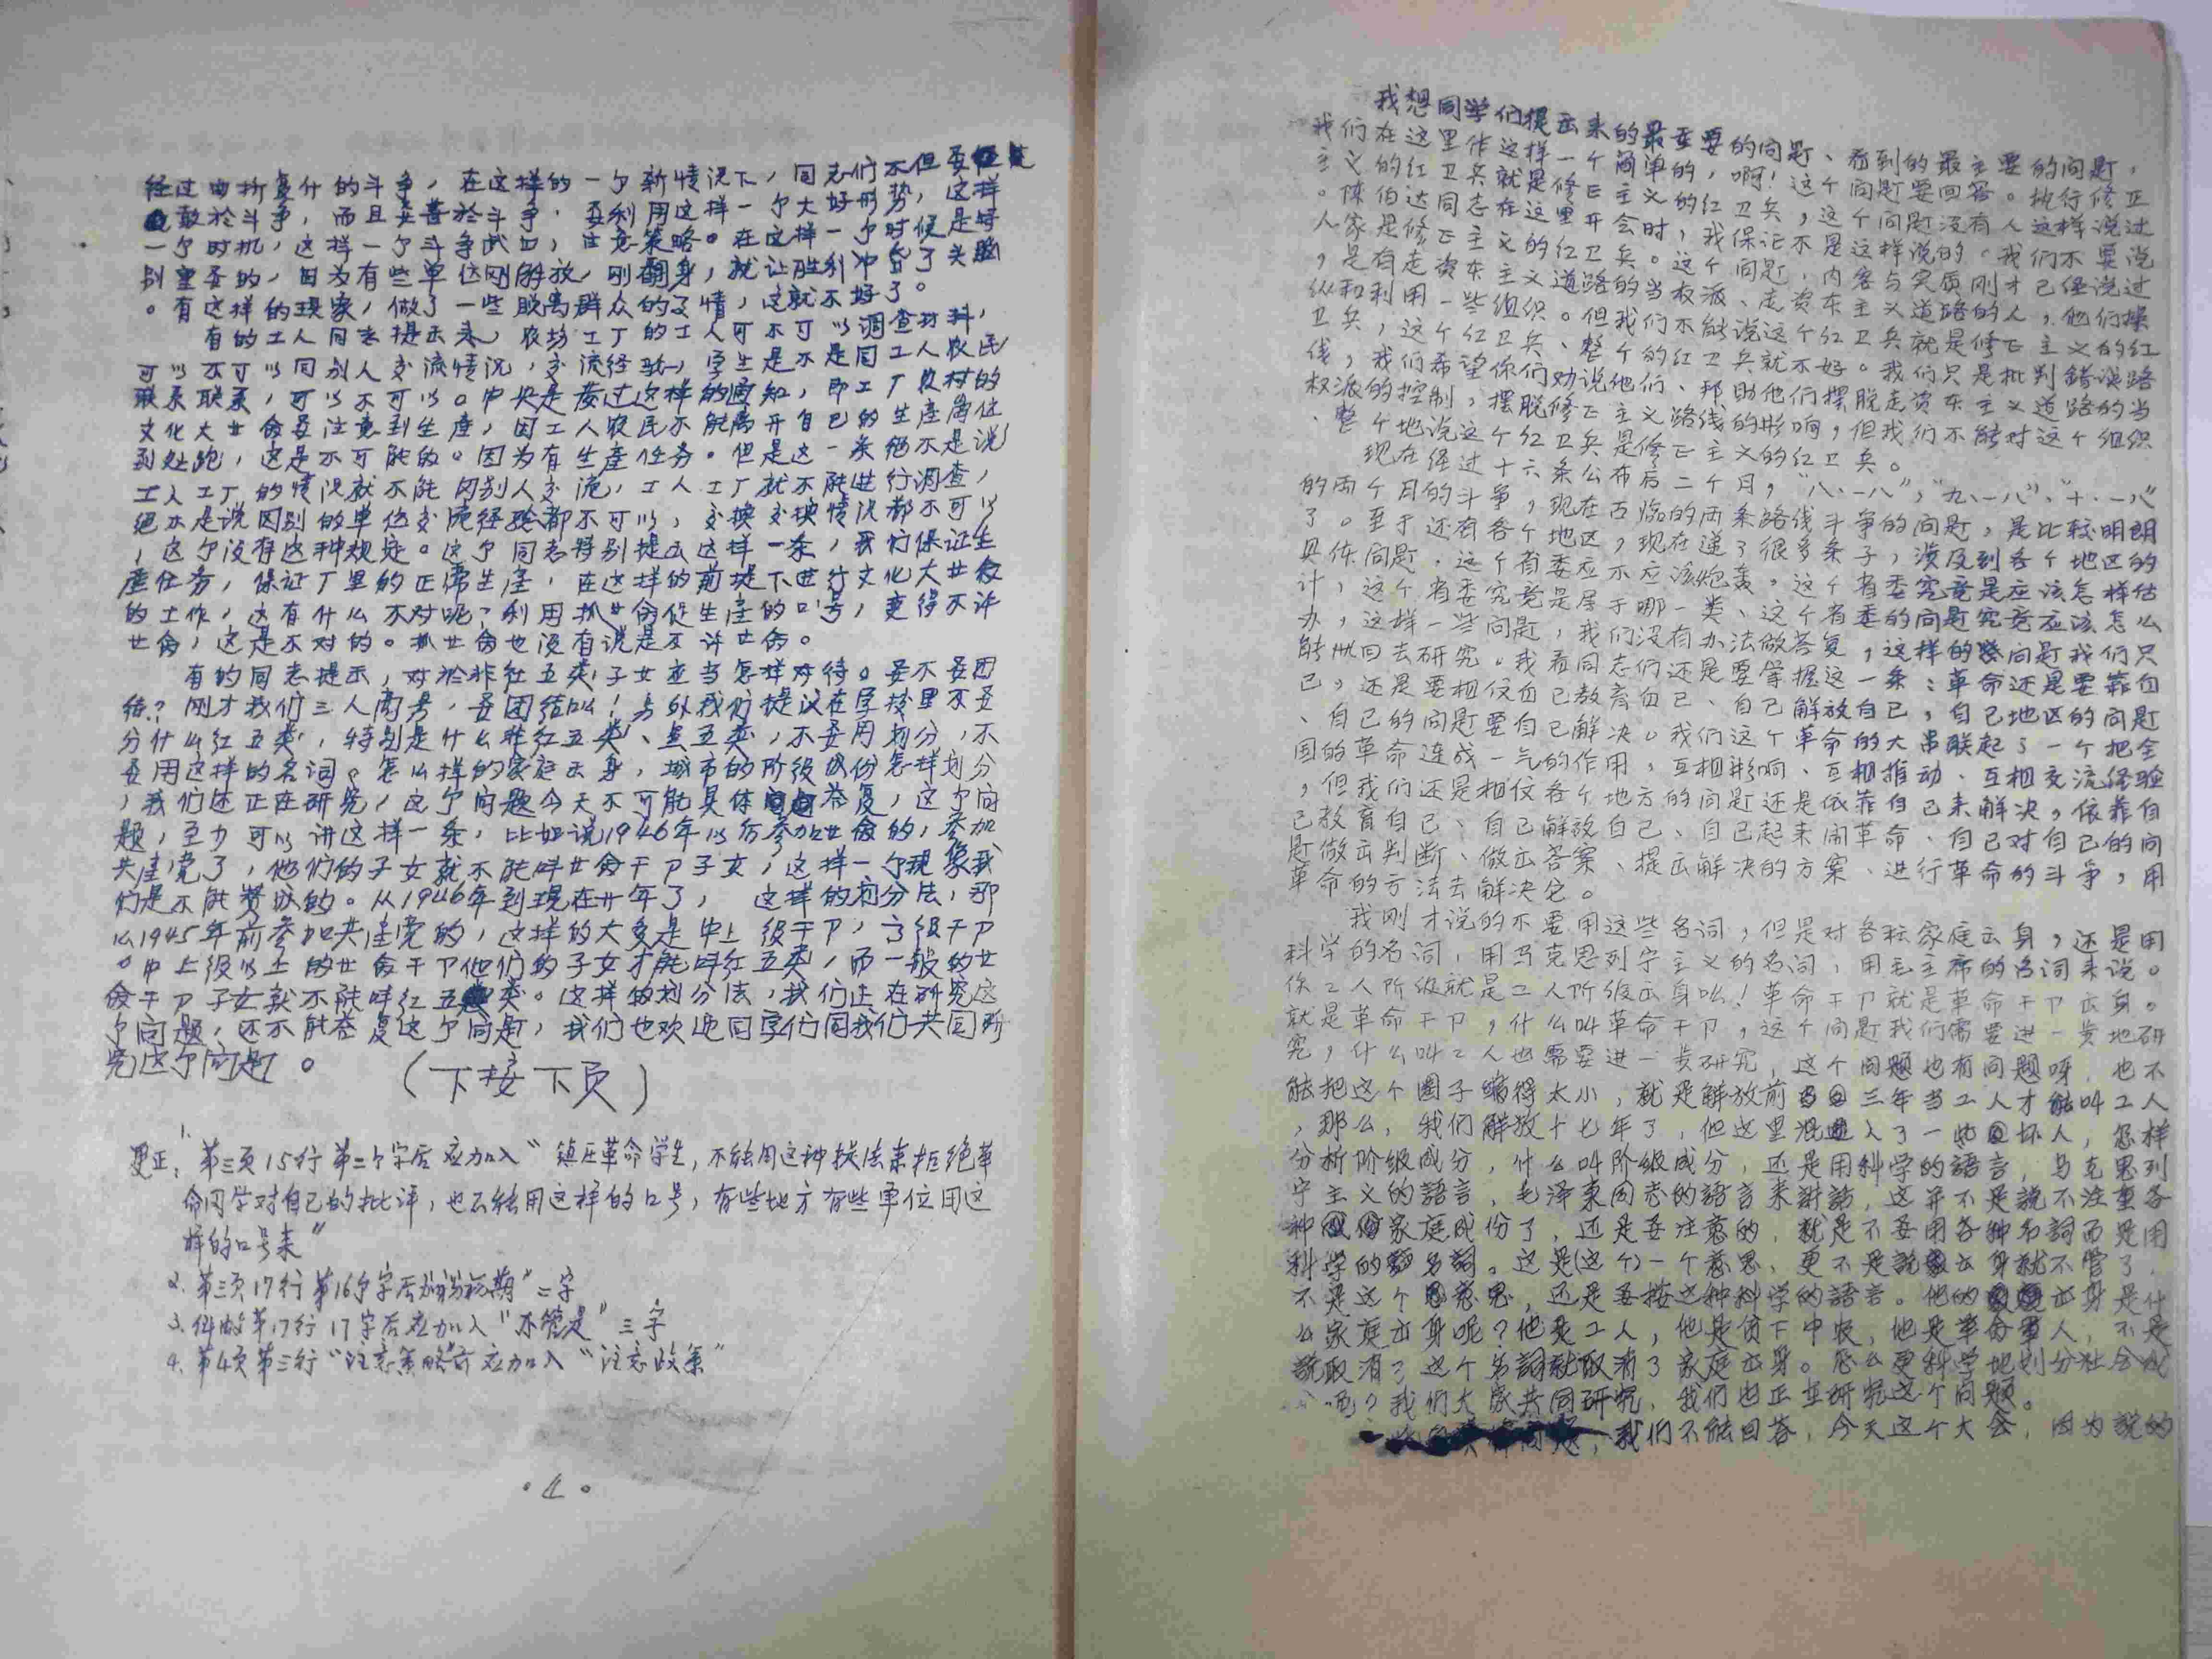 经过曲折复什的斗争，在这样的一个新情况下，同志们不但要
敢於斗争，而且要善於斗争，要利用这样一个大好形势，这样
一个时机，这样一个斗争武器，注意策略。在这样一个时候是特
别重要的，因为有些单位刚解放，刚翻身，就让胜利冲昏了头脑
。有这样的现象，做了一些脱离群众的事情，这就不好了。
有的工人同志提出来，农场工厂的工人可不可以调查材料，
可以不可以同别人交流情况，交流经验，学生是不是同工人农民
联系联系，可以不可以。中央是发过这样的通知，即工厂农村的
文化大革命要注意到生産，因工人农民不能离开自己的生産岗位
到处跑，这是不可能的。因为有生産任务。但是这一条绝不是说
工人工厂的情况就不能同别人交流，工人工厂就不能进行调查，
绝不是说因别的单位交流经验都不可以，交换交换情况都不可以
，这个没有这种规定。这个同志特别提出这样一条，我们保证生
産任务，保证厂里的正常生産，在这样的前提下进行文化大革命
的工作，这有什么不对呢？利用抓革命促生産的口号，变得不许
革命，这是不对的。抓革命也没有说是不许革命。
有的同志提出，对於非红五类子女应当怎样对待。要不要团
结？刚才我们三人商量，要团结叫！另外我们提议在学校里不要
分什么红五类，特别是什么非红五类、黑五类，不要用划分，不
要用这样的名词，怎么样的家庭出身，城市的阶级成份怎样划分
，我们还正在研究，这个问题今天不可能具体答复，这个问
题，至少可以讲这样一条，比如说1946年以后参加革命的，参加
共産党了，他们的子女就不能叫革命干卩子女，这样一个现象我
们是不能赞成的。从1946年到现在廿年了，这样的划分法，那
么1945年前参加共産党的，这样的大多是中上级干卩，高级干卩
。中上级以上的革命干卩他们的子女才能叫红五类，而一般的革
命干卩子女就不能叫红五类。这样的划分法，我们正在研究这
个问题，还不能答复这个问题，我们也欢迎同学们同我们一共同研
究这个问题。（下接下页）
更正：1.第三页15行第二个字后应加入“镇压革命学生，不能用这种技法来拒绝革
命同学对自己的批评，也不能用这样的口号，有些地方有些单位用这
样的口号来”
2.第三页17行第16个字后
3.第17行17字后应加入“不管是”三字
4.第4页第三行“注意策略”前应加入“注意政策”
·4·
我想同学们提出来的最重要的问题、看到的最主要的问题，
我们在这里作这样一个简单的，啊！这个问题要回答。执行修正
主义的红卫兵就是修正主义的红卫兵，这个问题没有人这样说过
。陈伯达同志在这里开会时，我保证不是这样说的。我们不要说
人家是修正主义的红卫兵。这个问题，内容与实质刚才已经说过
，是有走资本主义道路的当权派、走资本主义道路的人，他们操
纵和利用一些组织。但我们不能说这个红卫兵就是修正主义的红
卫兵，这个红卫兵、整个的红卫兵就不好。我们只是批判错误路
线，我们希望你们劝说他们、邦助他们摆脱走资本主义道路的当
权派的控制，摆脱修正主义路线的影响，但我们不能对这个组织
、整个地说这个红卫兵是修正主义的红卫兵。
现在经过十六条公布后二个月，“八、一八”，“九、一八”、“十、一八”
的两个月的斗争，现在面临的两条路线斗争的问题，是比较明朗
了。至于还有各个地区，现在递了很多条子，涉及到各个地区的
具体问题，这个省委应不应该炮轰，这个省委究竟是应该怎样估
计，这个省委究竟是属于哪一类、这个省委的问题究竟应该怎么
办，这样一些问题，我们没有办法做答复，这样的问题我们只
能回去研究。我看同志们还是要掌握这一条：革命还是要靠自
己，还是要相信自己教育自己、自己解放自己，自己地区的问题
、自己的问题要自己解决。我们这个革命的大串联起了一个把全
国的革命连成一气的作用，互相影响、互相推动、互相交流经验
，但我们还是相信各个地方的问题还是依靠自己来解决，依靠自
己教育自己、自己解放自己、自己起来闹革命、自己对自己的问
题做出判断、做出答案、提出解决的方案、进行革命的斗争，用
革命的方法去解决它。
我刚才说的不要用这些名词，但是对各种家庭出身，还是用
科学的名词，用马克思列宁主义的名词，用毛主席的名词来说。
你工人阶级就是工人阶级出身吆！革命干卩就是革命干卩出身。
就是革命干卩，什么叫革命干卩，这个问题我们需要进一步地研
究，什么叫工人也需要进一步研究，这个问题也有问题呀，也不
能把这个圈子缩得太小，就是解放前三年当工人才能叫工人
，那么，我们解放十七年了，但这里混进入了一些坏人，怎样
分析阶级成分，什么叫阶级成分，还是用科学的語言，马克思列
宁主义的語言，毛泽东同志的語言来講話，这并不是説不注重各
种家庭成份了，还是要注意的，就是不要用各种名詞而是用
科学的名詞。这是(这个)一个意思，更不是説出身就不管了，
不是这个意思，还是要按这种科学的語言。他的出身是什
么家庭出身呢？他是工人，他是贫下中农，他是革命军人，不是
説取消了这个名詞就取消了家庭出身。怎么更科学地划分社会成
分呢？我们大家共同研究，我们也正在研究这个问题。
我们不能回答，今天这个大会，因为説的